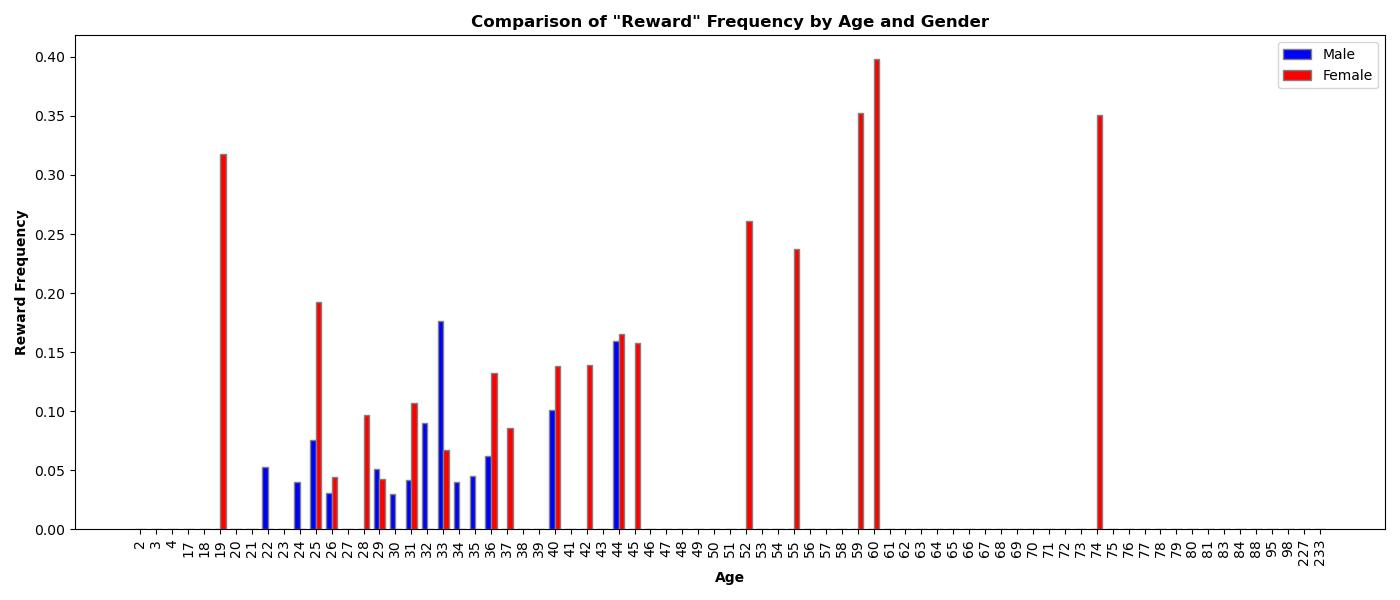 Comparison of "Reward" Frequency by Age and Gender
Male
Female
Reward Frequency
0.40
0.35
0.30
0.25
0.20
0.15
0.10
0.05
0.00
2 3 4 17 18 19 20 21 22 23 24 25 26 27 28 29 30 31 32 33 34 35 36 37 38 39 40 41 42 43 44 45 46 47 48 49 50 51 52 53 54 55 56 57 58 59 60 61 62 63 64 65 66 67 68 69 70 71 72 73 74 75 76 77 78 79 80 81 83 84 88 95 98 227 233
Age